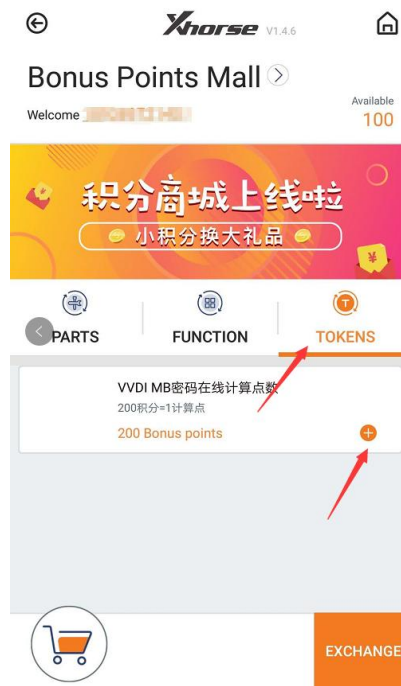 Xhorse V1.4.6
Bonus Points Mall
Welcome
Available
100
积分商城上线啦
小积分换大礼品
¥
T
PARTS
FUNCTION
TOKENS
VVDI MB密码在线计算点数
200积分=1计算点
200 Bonus points
EXCHANGE